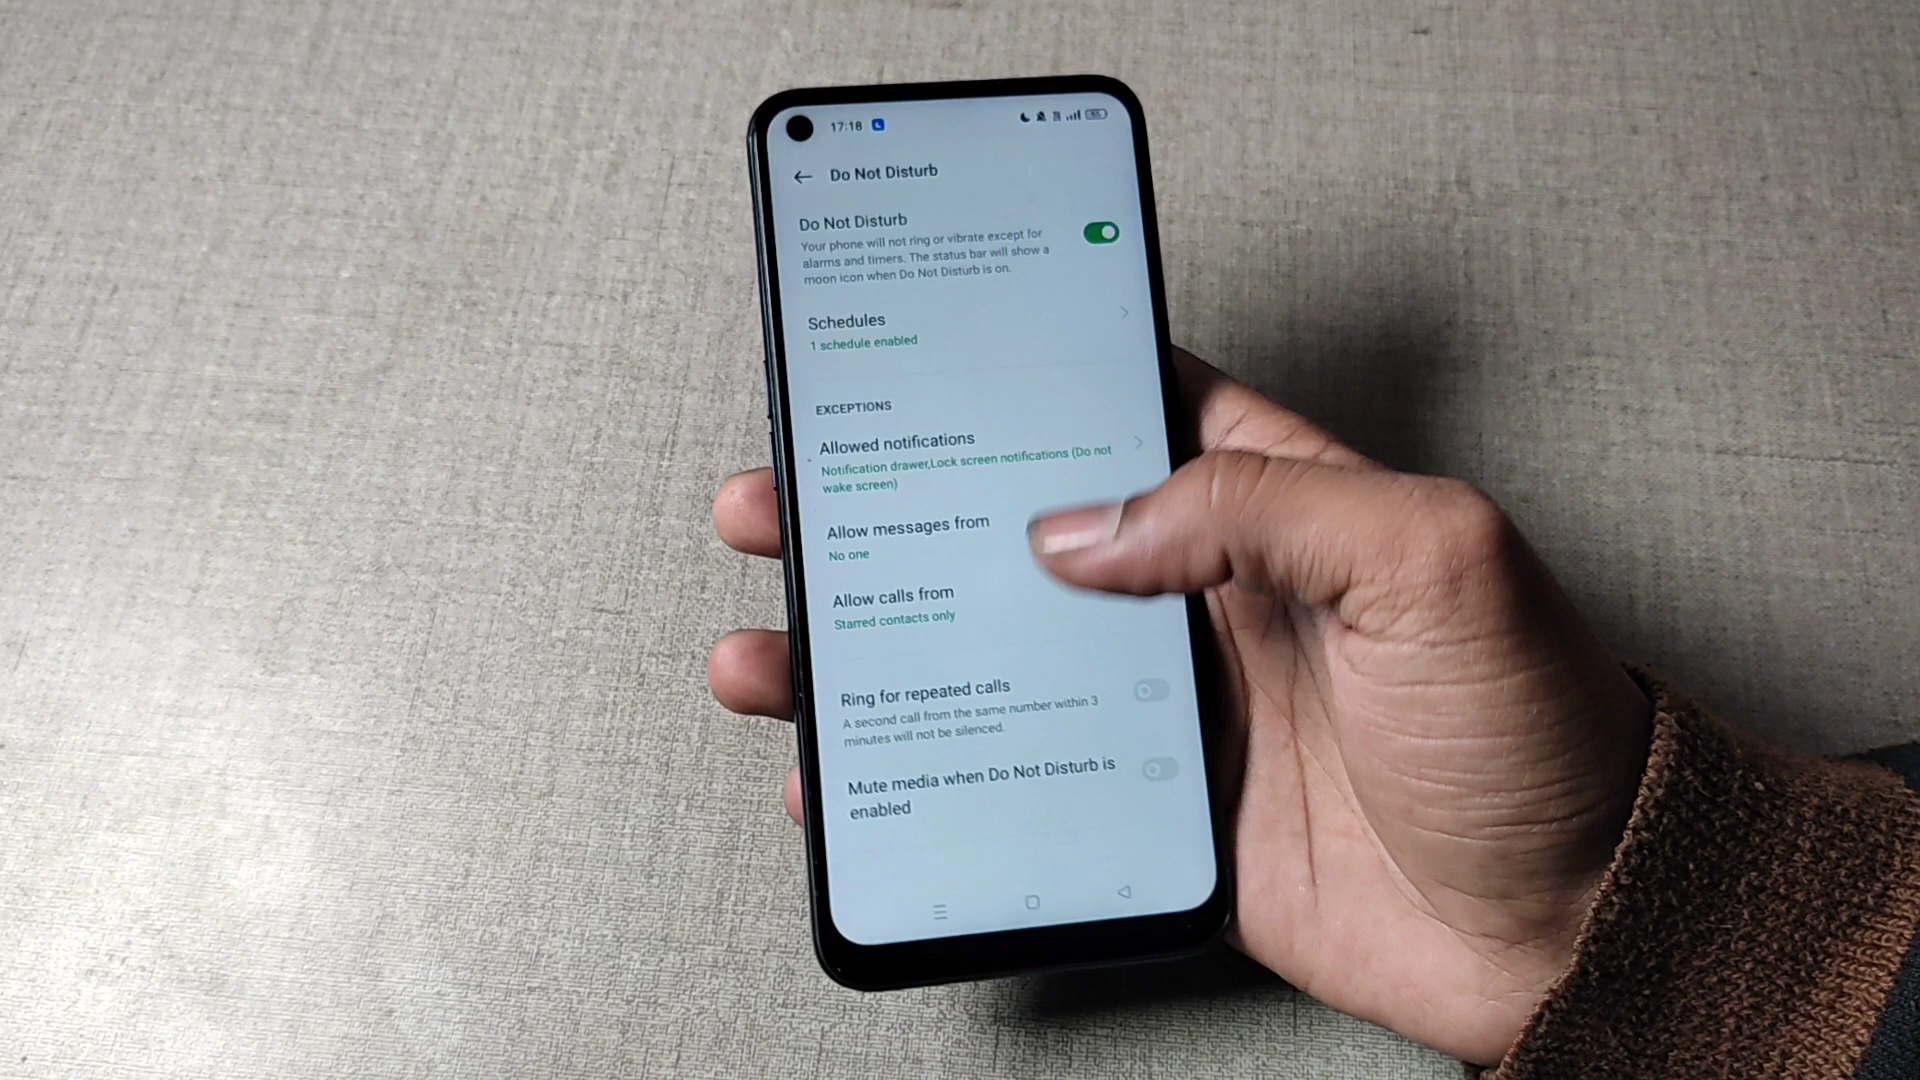 17:18
Do Not Disturb
Do Not Disturb
Your phone will not ring or vibrate except for
alarms and timers. The status bar will show a
moon icon when Do Not Disturb is on.
Schedules
1 schedule enabled
EXCEPTIONS
Allowed notifications
Notification drawer,Lock screen notifications (Do not
wake screen)
Allow messages from
No one
Allow calls from
Starred contacts only
Ring for repeated calls
A second call from the same number within 3
minutes will not be silenced.
Mute media when Do Not Disturb is
enabled